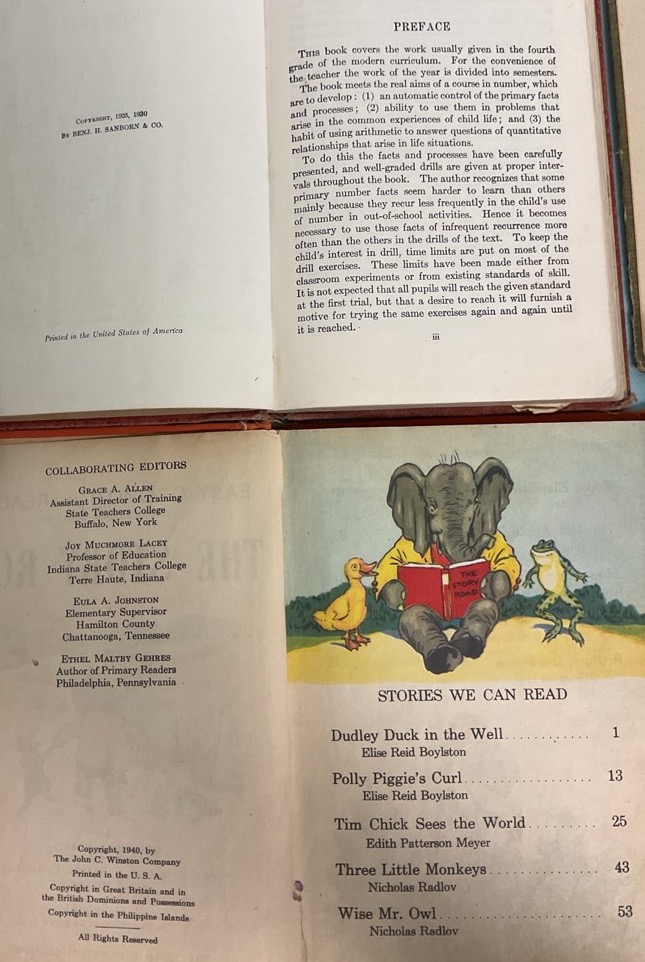 COPYRIGHT, 1925, 1930
BY BENJ. H. SANBORN & CO.
Printed in the United States of America
PREFACE
THIS book covers the work usually given in the fourth
grade of the modern curriculum. For the convenience of
the teacher the work of the year is divided into semesters.
The book meets the real aims of a course in number, which
are to develop: (1) an automatic control of the primary facts
and processes; (2) ability to use them in problems that
arise in the common experiences of child life; and (3) the
habit of using arithmetic to answer questions of quantitative
relationships that arise in life situations.
To do this the facts and processes have been carefully
presented, and well-graded drills are given at proper inter-
vals throughout the book. The author recognizes that some
primary number facts seem harder to learn than others
mainly because they recur less frequently in the child's use
of number in out-of-school activities. Hence it becomes
necessary to use those facts of infrequent recurrence more
often than the others in the drills of the text. To keep the
child's interest in drill, time limits are put on most of the
drill exercises. These limits have been made either from
classroom experiments or from existing standards of skill.
It is not expected that all pupils will reach the given standard
at the first trial, but that a desire to reach it will furnish a
motive for trying the same exercises again and again until
it is reached.
iii
COLLABORATING EDITORS
GRACE A. ALLEN
Assistant Director of Training
State Teachers College
Buffalo, New York
JOY MUCHMORE LACEY
Professor of Education
Indiana State Teachers College
Terre Haute, Indiana
EULA A. JOHNSTON
Elementary Supervisor
Hamilton County
Chattanooga, Tennessee
ETHEL MALTBY GEHRES
Author of Primary Readers
Philadelphia, Pennsylvania
Copyright, 1940, by
The John C. Winston Company
Printed in the U. S. A.
Copyright in Great Britain and in
the British Dominions and Possessions
Copyright in the Philippine Islands
All Rights Reserved
THE
STORY
ROAD
STORIES WE CAN READ
Dudley Duck in the Well............ 1
Elise Reid Boylston
Polly Piggie's Curl.................. 13
Elise Reid Boylston
Tim Chick Sees the World......... 25
Edith Patterson Meyer
Three Little Monkeys............... 43
Nicholas Radlov
Wise Mr. Owl..................... 53
Nicholas Radlov